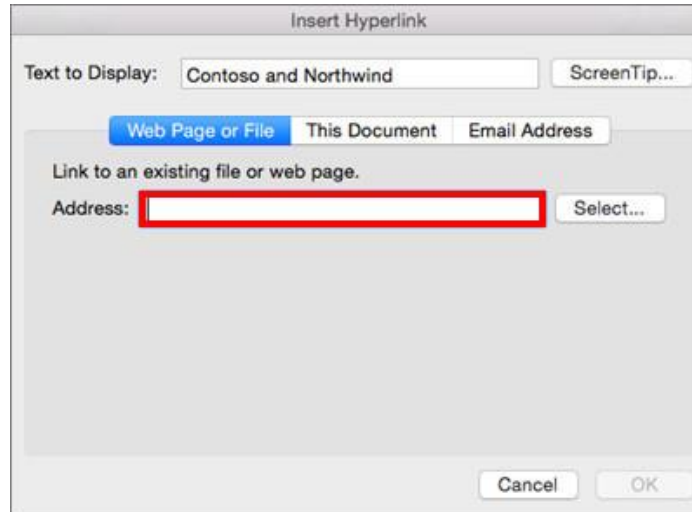 Insert Hyperlink
Text to Display: Contoso and Northwind ScreenTip...
Web Page or File This Document Email Address
Link to an existing file or web page.
Address: Select...
Cancel OK